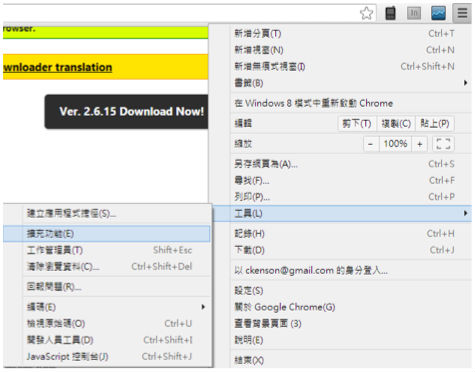 rowser.
wnloader translation
Ver. 2.6.15 Download Now!
新增分頁(T) Ctrl+T
新增視窗(N) Ctrl+N
新增無痕式視窗(I) Ctrl+Shift+N
書籤(B)
在 Windows 8 模式中重新啟動 Chrome
編輯 剪下(T) 複製(C) 貼上(P)
縮放 − 100% +
另存網頁為(A)... Ctrl+S
尋找(F)... Ctrl+F
列印(P)... Ctrl+P
工具(L)
記錄(H) Ctrl+H
下載(D) Ctrl+J
以 ckenson@gmail.com 的身分登入...
設定(S)
關於 Google Chrome(G)
查看背景頁面 (3)
說明(E)
結束(X)
建立應用程式捷徑(S)...
擴充功能(E)
工作管理員(T) Shift+Esc
清除瀏覽資料(C)... Ctrl+Shift+Del
回報問題(R)...
編碼(E)
檢視原始碼(O) Ctrl+U
開發人員工具(D) Ctrl+Shift+I
JavaScript 控制台(J) Ctrl+Shift+J